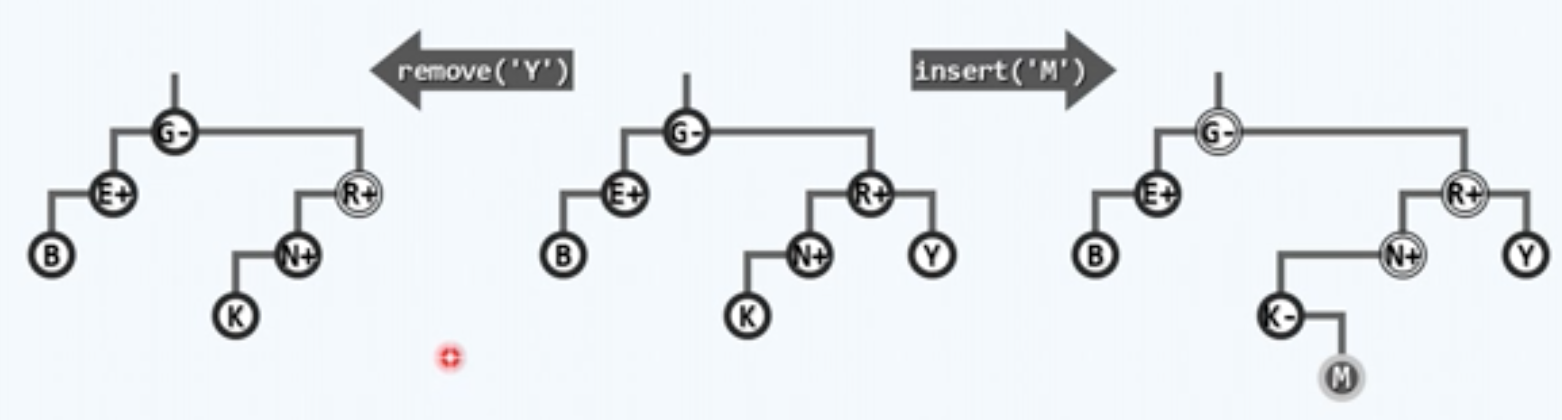 remove('Y')
insert('M')
G-
G-
G-
E+
R+
E+
R+
E+
R+
B
N+
B
N+
Y
B
N+
Y
K
K
K-
M